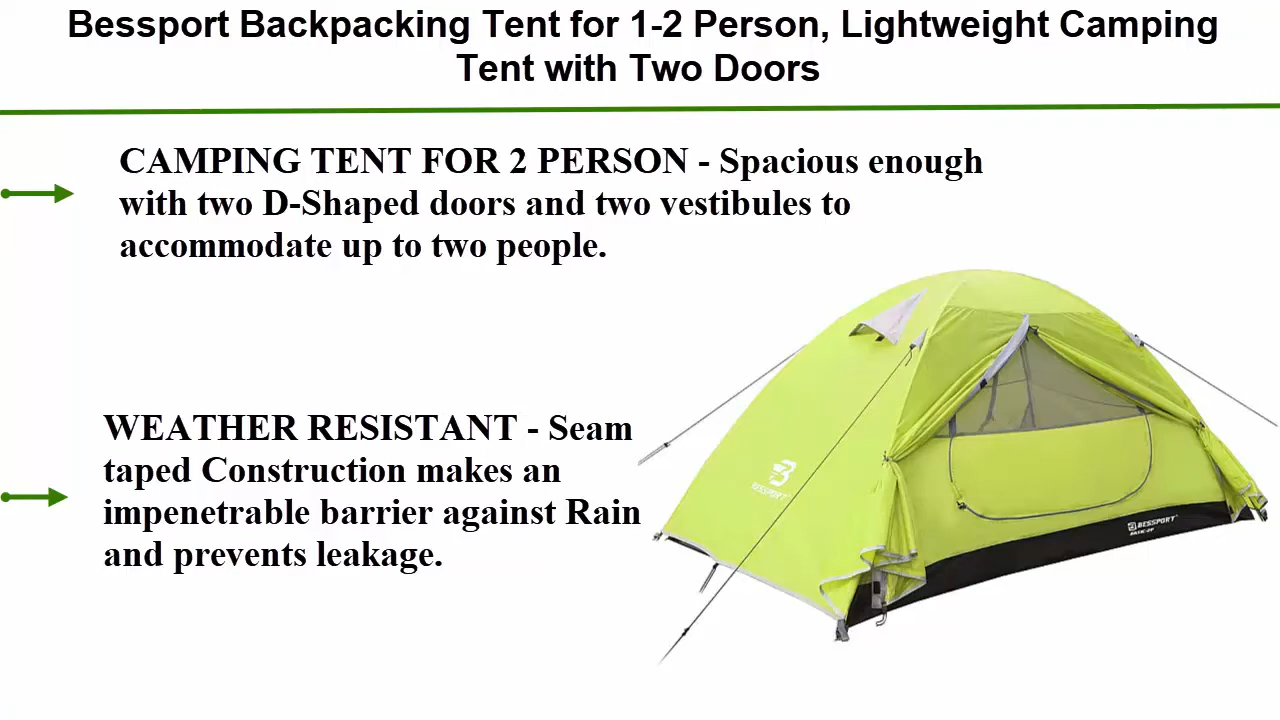 Bessport Backpacking Tent for 1-2 Person, Lightweight Camping
Tent with Two Doors
CAMPING TENT FOR 2 PERSON - Spacious enough
with two D-Shaped doors and two vestibules to
accommodate up to two people.
WEATHER RESISTANT - Seam
taped Construction makes an
impenetrable barrier against Rain
and prevents leakage.
BESSPORT
BESSPORT